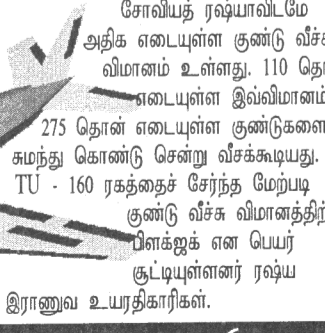 சோவியத் ரஷ்யாவிடமே
அதிக எடையுள்ள குண்டு வீச்சு
விமானம் உள்ளது. 110 தொ
எடையுள்ள இவ்விமானம்
275 தொன் எடையுள்ள குண்டுகளை
சுமந்து கொண்டு சென்று வீசக்கூடியது.
TU - 160 ரகத்தைச் சேர்ந்த மேற்படி
குண்டு வீச்சு விமானத்திற்
பிளக்ஜக் என பெயர்
சூட்டியுள்ளனர் ரஷ்ய
இராணுவ உயரதிகாரிகள்.